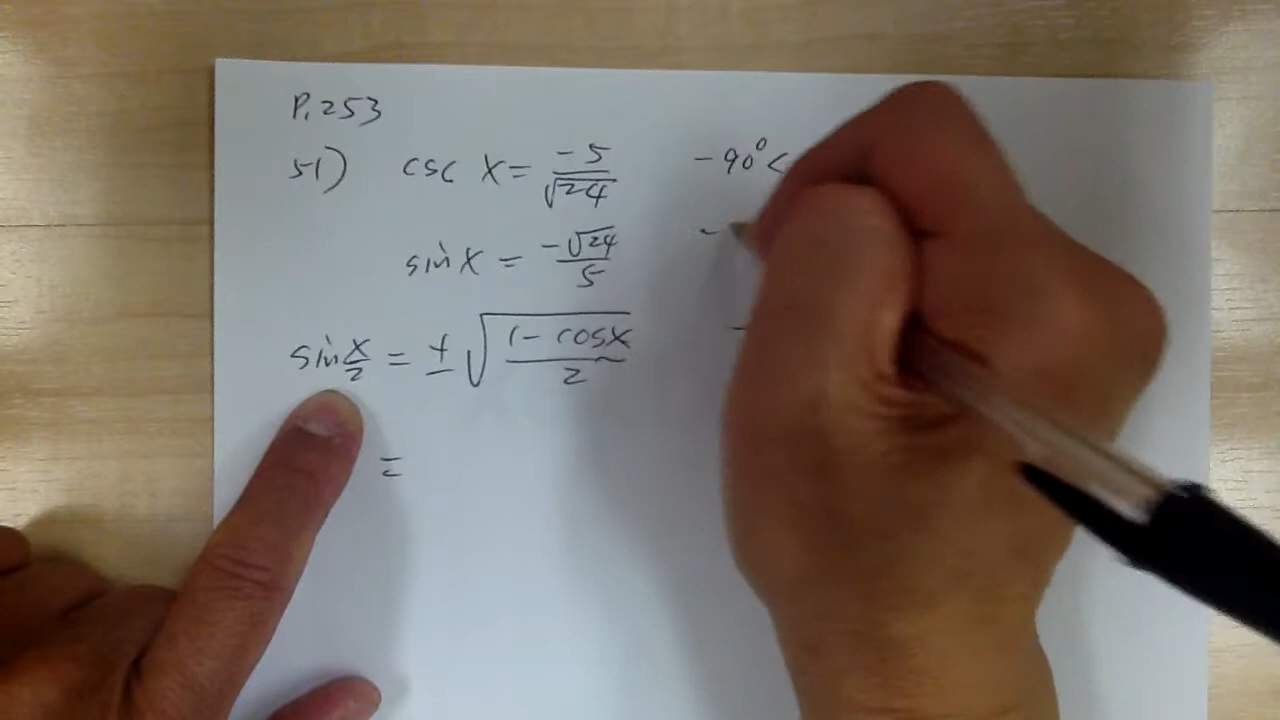 P.253
51) csc x = -5/√24 -90° <
sin x = -√24/5 -
sin x/2 = ± √((1 - cos x)/2)
=